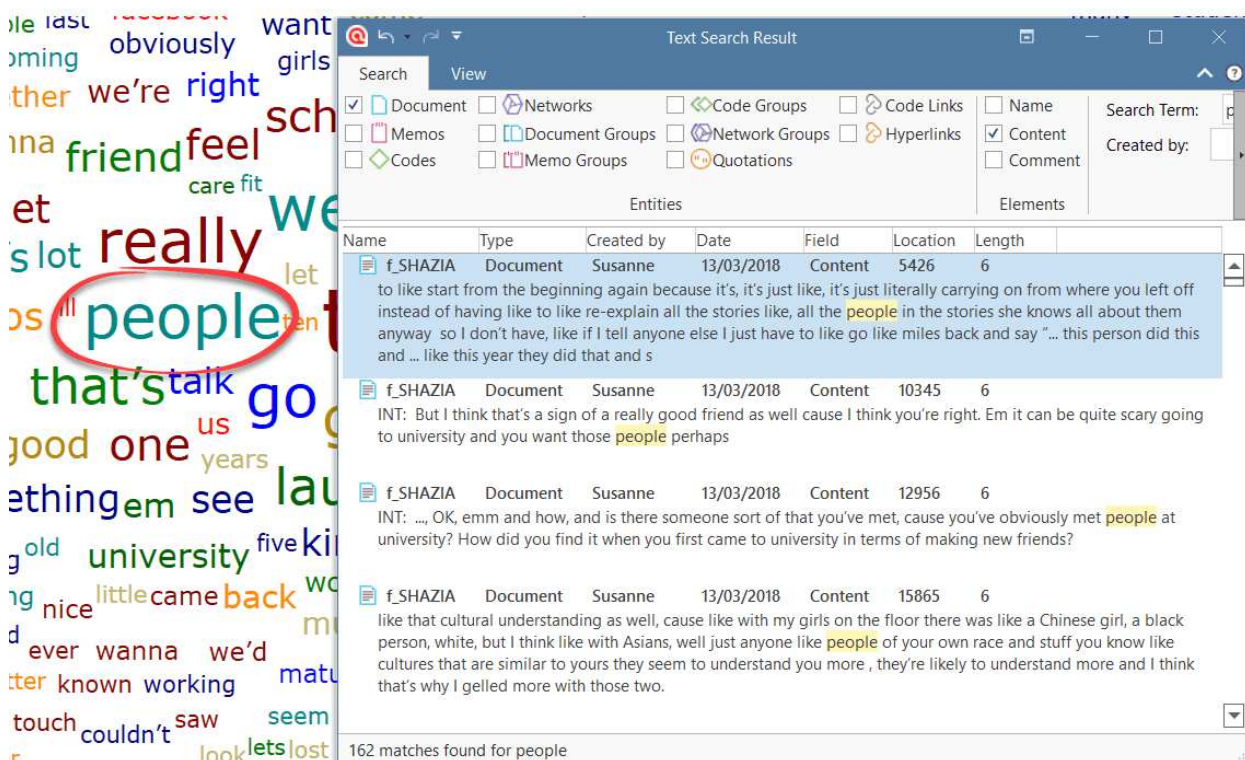 last facebook want
obviously
girls
we're right
friend feel
care fit
lot really
let
people ten
that's talk go
us
good one
years
em see
old university five
nice little came back
ever wanna we'd
known working
touch couldn't saw seem
look lets lost
Text Search Result
Search View
Document Networks Code Groups Code Links Name Search Term:
Memos Document Groups Network Groups Hyperlinks Content Created by:
Codes Memo Groups Quotations Comment
Entities Elements
Name Type Created by Date Field Location Length
f_SHAZIA Document Susanne 13/03/2018 Content 5426 6
to like start from the beginning again because it's, it's just like, it's just literally carrying on from where you left off
instead of having like to like re-explain all the stories like, all the people in the stories she knows all about them
anyway so I don't have, like if I tell anyone else I just have to like go like miles back and say "... this person did this
and ... like this year they did that and s
f_SHAZIA Document Susanne 13/03/2018 Content 10345 6
INT: But I think that's a sign of a really good friend as well cause I think you're right. Em it can be quite scary going
to university and you want those people perhaps
f_SHAZIA Document Susanne 13/03/2018 Content 12956 6
INT: ..., OK, emm and how, and is there someone sort of that you've met, cause you've obviously met people at
university? How did you find it when you first came to university in terms of making new friends?
f_SHAZIA Document Susanne 13/03/2018 Content 15865 6
like that cultural understanding as well, cause like with my girls on the floor there was like a Chinese girl, a black
person, white, but I think like with Asians, well just anyone like people of your own race and stuff you know like
cultures that are similar to yours they seem to understand you more , they're likely to understand more and I think
that's why I gelled more with those two.
162 matches found for people